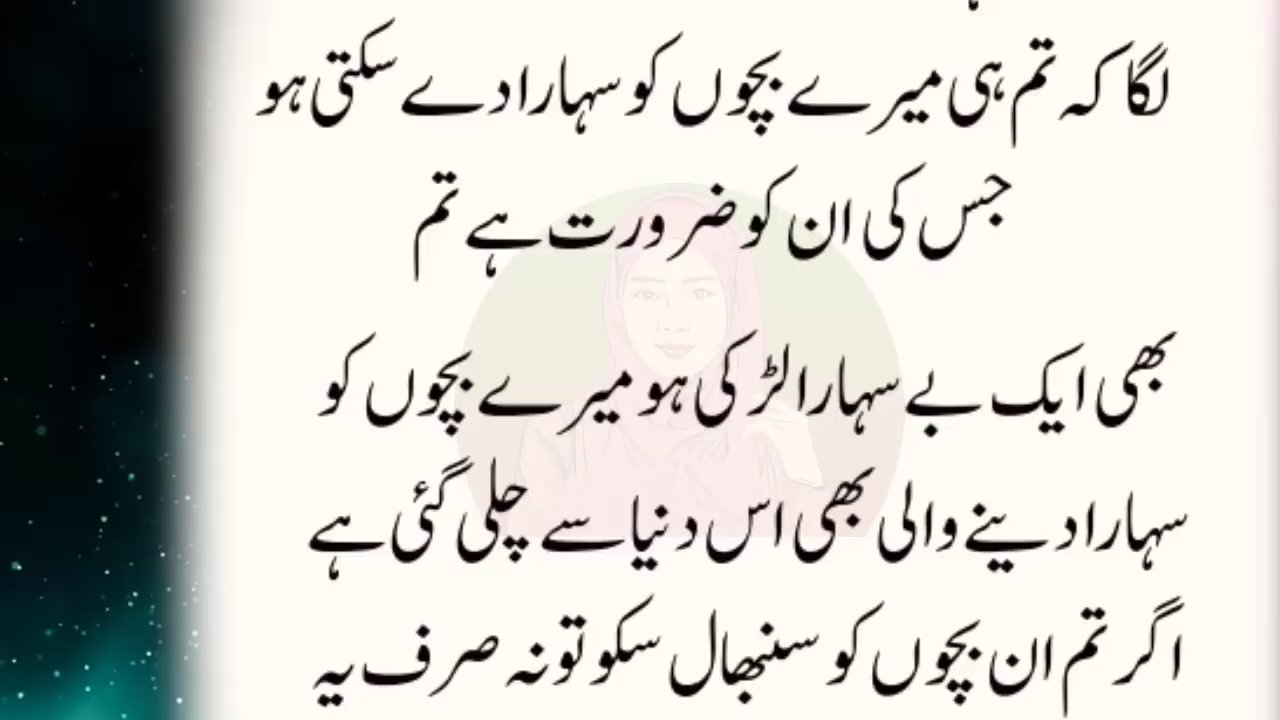 لگا کہ تم ہی میرے بچوں کو سہارا دے سکتی ہو
جس کی ان کو ضرورت ہے تم
بھی ایک بے سہارا لڑکی ہو میرے بچوں کو
سہارا دینے والی بھی اس دنیا سے چلی گئی ہے
اگر تم ان بچوں کو سنبھال سکو تو نہ صرف یہ